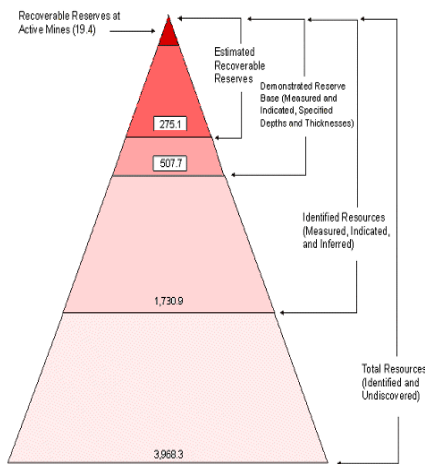 Recoverable Reserves at
Active Mines (19.4)
Estimated
Recoverable
Reserves
Demonstrated Reserve
Base (Measured and
Indicated, Specified
Depths and Thicknesses)
275.1
507.7
Identified Resources
(Measured, Indicated,
and Inferred)
1,730.9
Total Resources
(Identified and
Undiscovered)
3,968.3